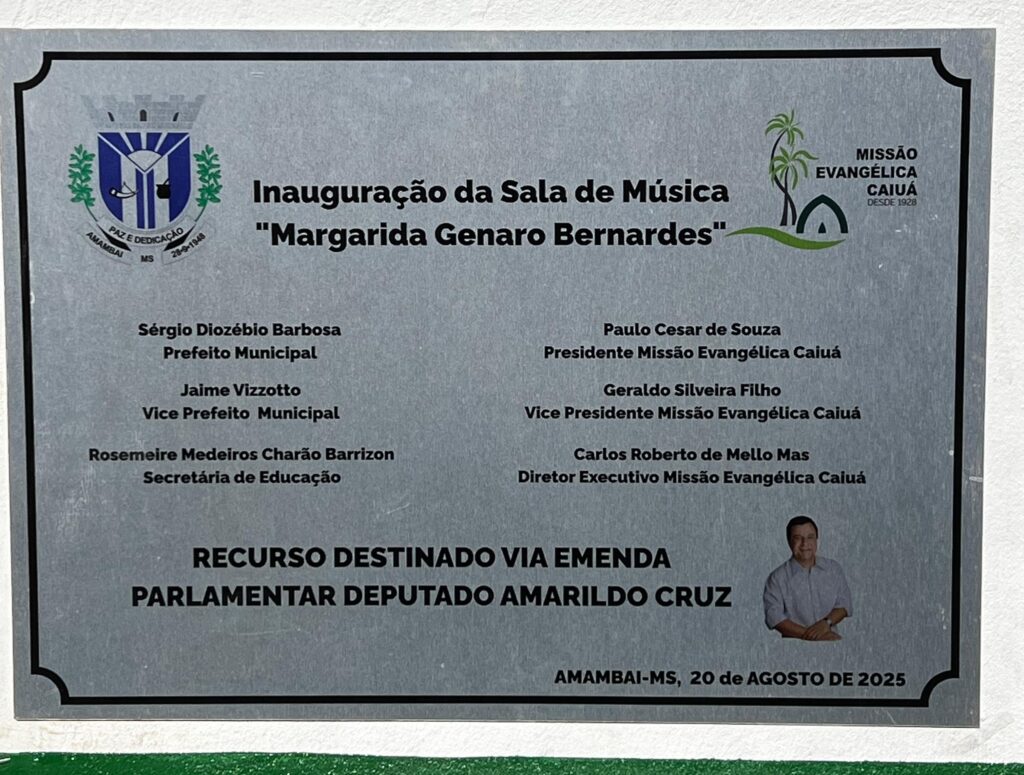 PAZ E DEDICAÇÃO
AMAMBAI MS 28-9-1948
MISSÃO
EVANGÉLICA
CAIUÁ
DESDE 1928
Inauguração da Sala de Música
"Margarida Genaro Bernardes"
Sérgio Diozébio Barbosa
Prefeito Municipal
Jaime Vizzotto
Vice Prefeito Municipal
Rosemeire Medeiros Charão Barrizon
Secretária de Educação
Paulo Cesar de Souza
Presidente Missão Evangélica Caiuá
Geraldo Silveira Filho
Vice Presidente Missão Evangélica Caiuá
Carlos Roberto de Mello Mas
Diretor Executivo Missão Evangélica Caiuá
RECURSO DESTINADO VIA EMENDA
PARLAMENTAR DEPUTADO AMARILDO CRUZ
AMAMBAI-MS, 20 de AGOSTO DE 2025